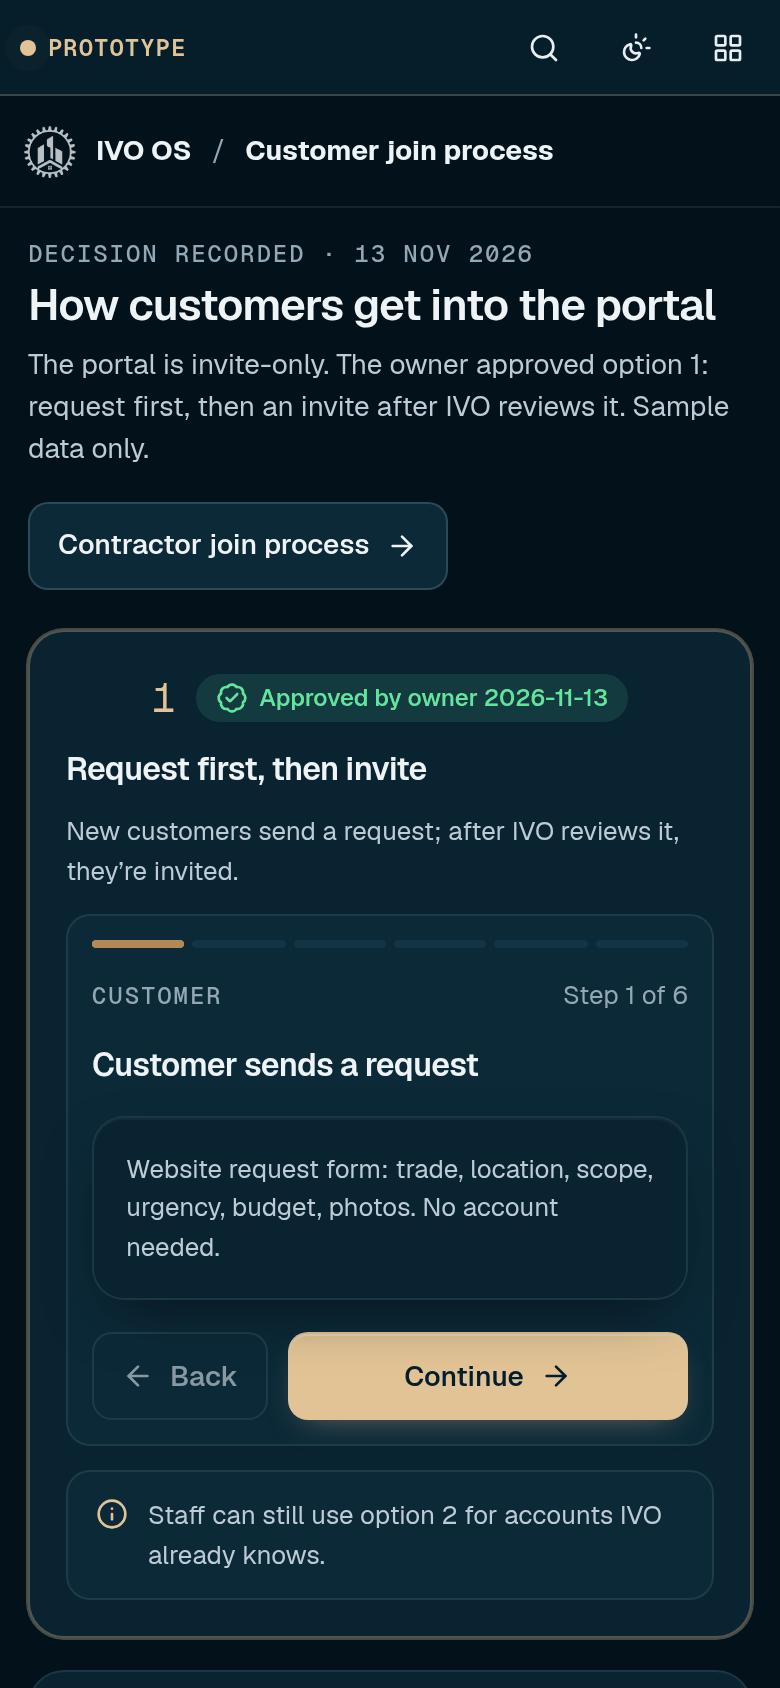 PROTOTYPE
IVO OS / Customer join process
DECISION RECORDED · 13 NOV 2026
How customers get into the portal
The portal is invite-only. The owner approved option 1:
request first, then an invite after IVO reviews it. Sample
data only.
Contractor join process →
1 Approved by owner 2026-11-13
Request first, then invite
New customers send a request; after IVO reviews it,
they’re invited.
CUSTOMER Step 1 of 6
Customer sends a request
Website request form: trade, location, scope,
urgency, budget, photos. No account
needed.
← Back Continue →
Staff can still use option 2 for accounts IVO
already knows.